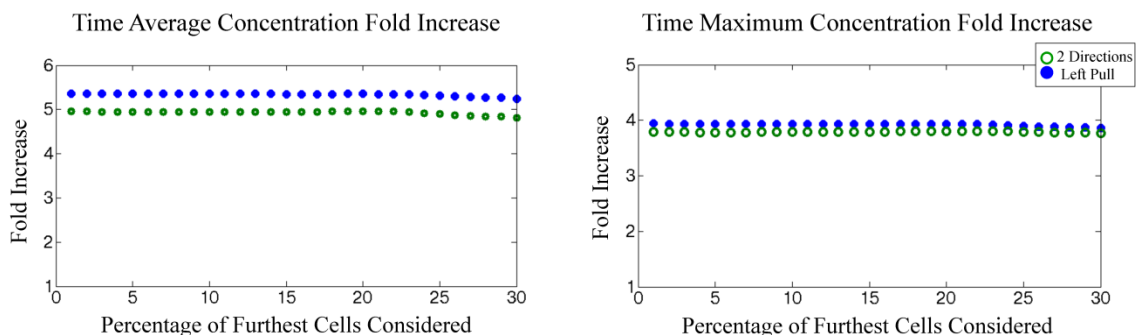 Time Average Concentration Fold Increase
6
5
4
3
2
1
Fold Increase
0 5 10 15 20 25 30
Percentage of Furthest Cells Considered
Time Maximum Concentration Fold Increase
2 Directions
Left Pull
5
4
3
2
1
Fold Increase
0 5 10 15 20 25 30
Percentage of Furthest Cells Considered